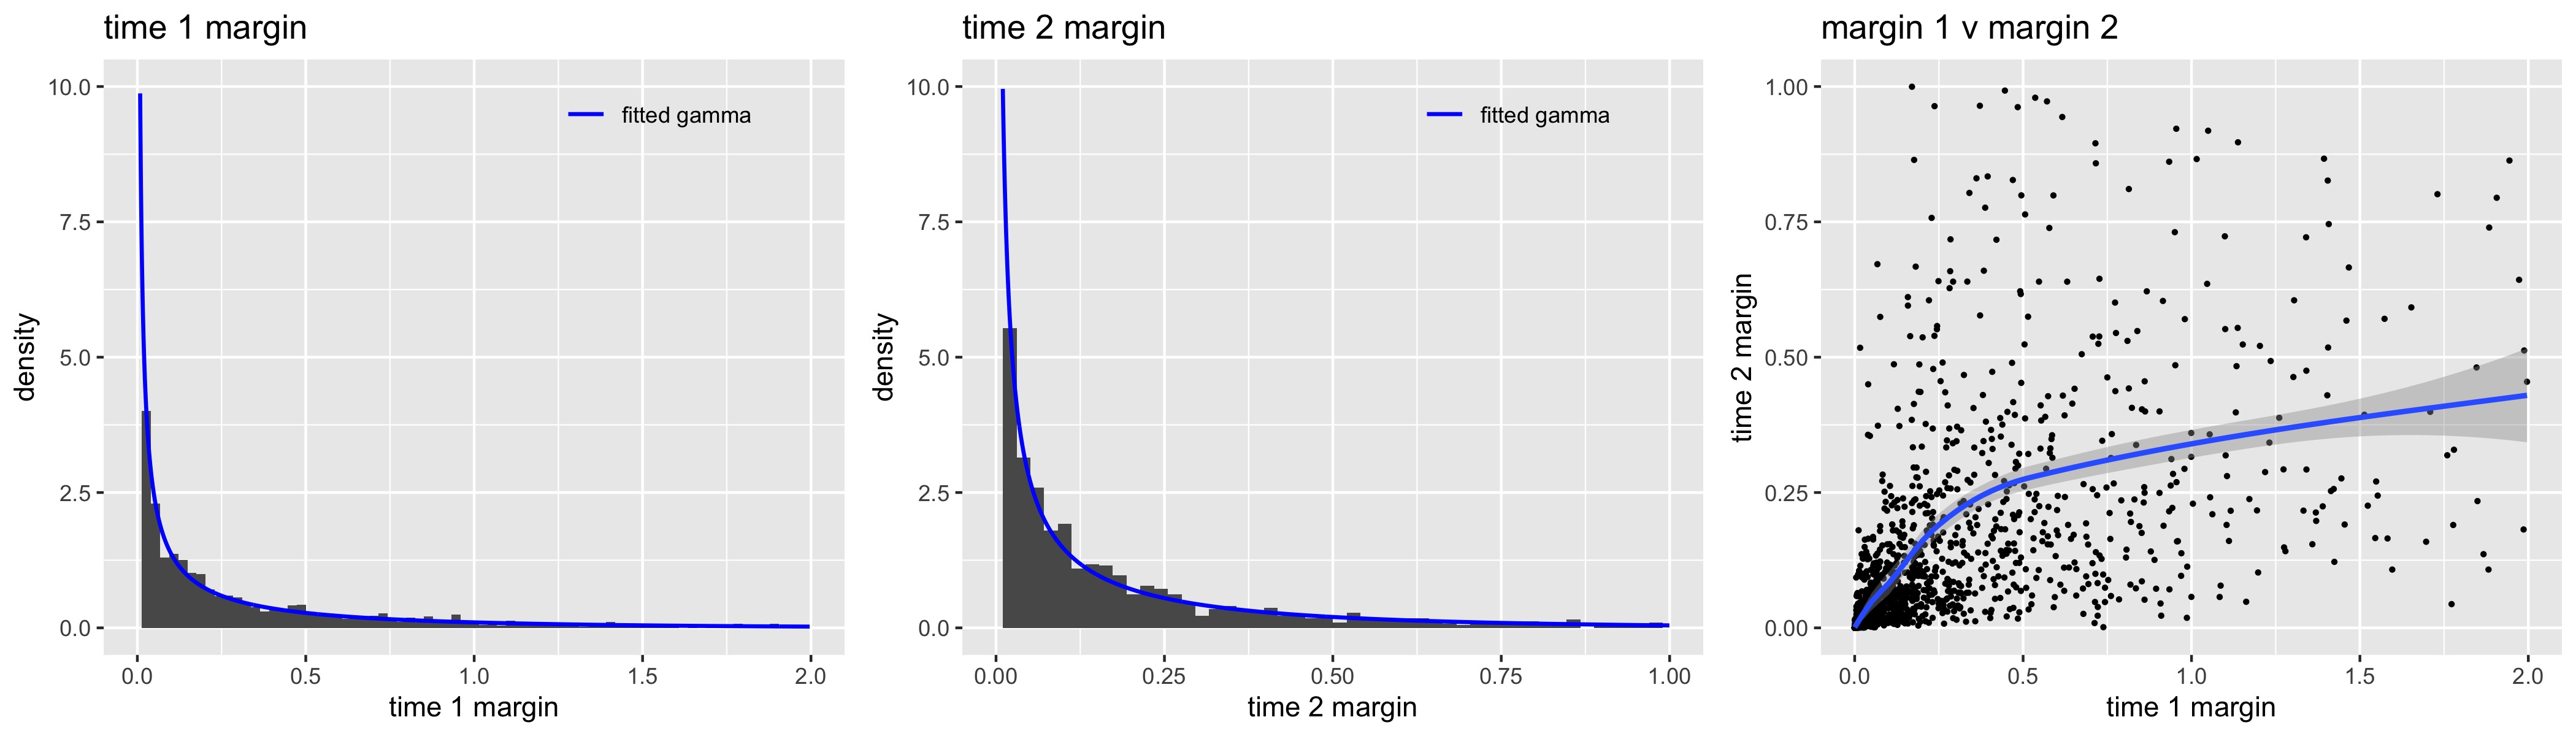 time 1 margin
10.0
7.5
5.0
2.5
0.0
density
fitted gamma
0.0 0.5 1.0 1.5 2.0
time 1 margin
time 2 margin
10.0
7.5
5.0
2.5
0.0
density
fitted gamma
0.00 0.25 0.50 0.75 1.00
time 2 margin
margin 1 v margin 2
1.00
0.75
0.50
0.25
0.00
time 2 margin
0.0 0.5 1.0 1.5 2.0
time 1 margin